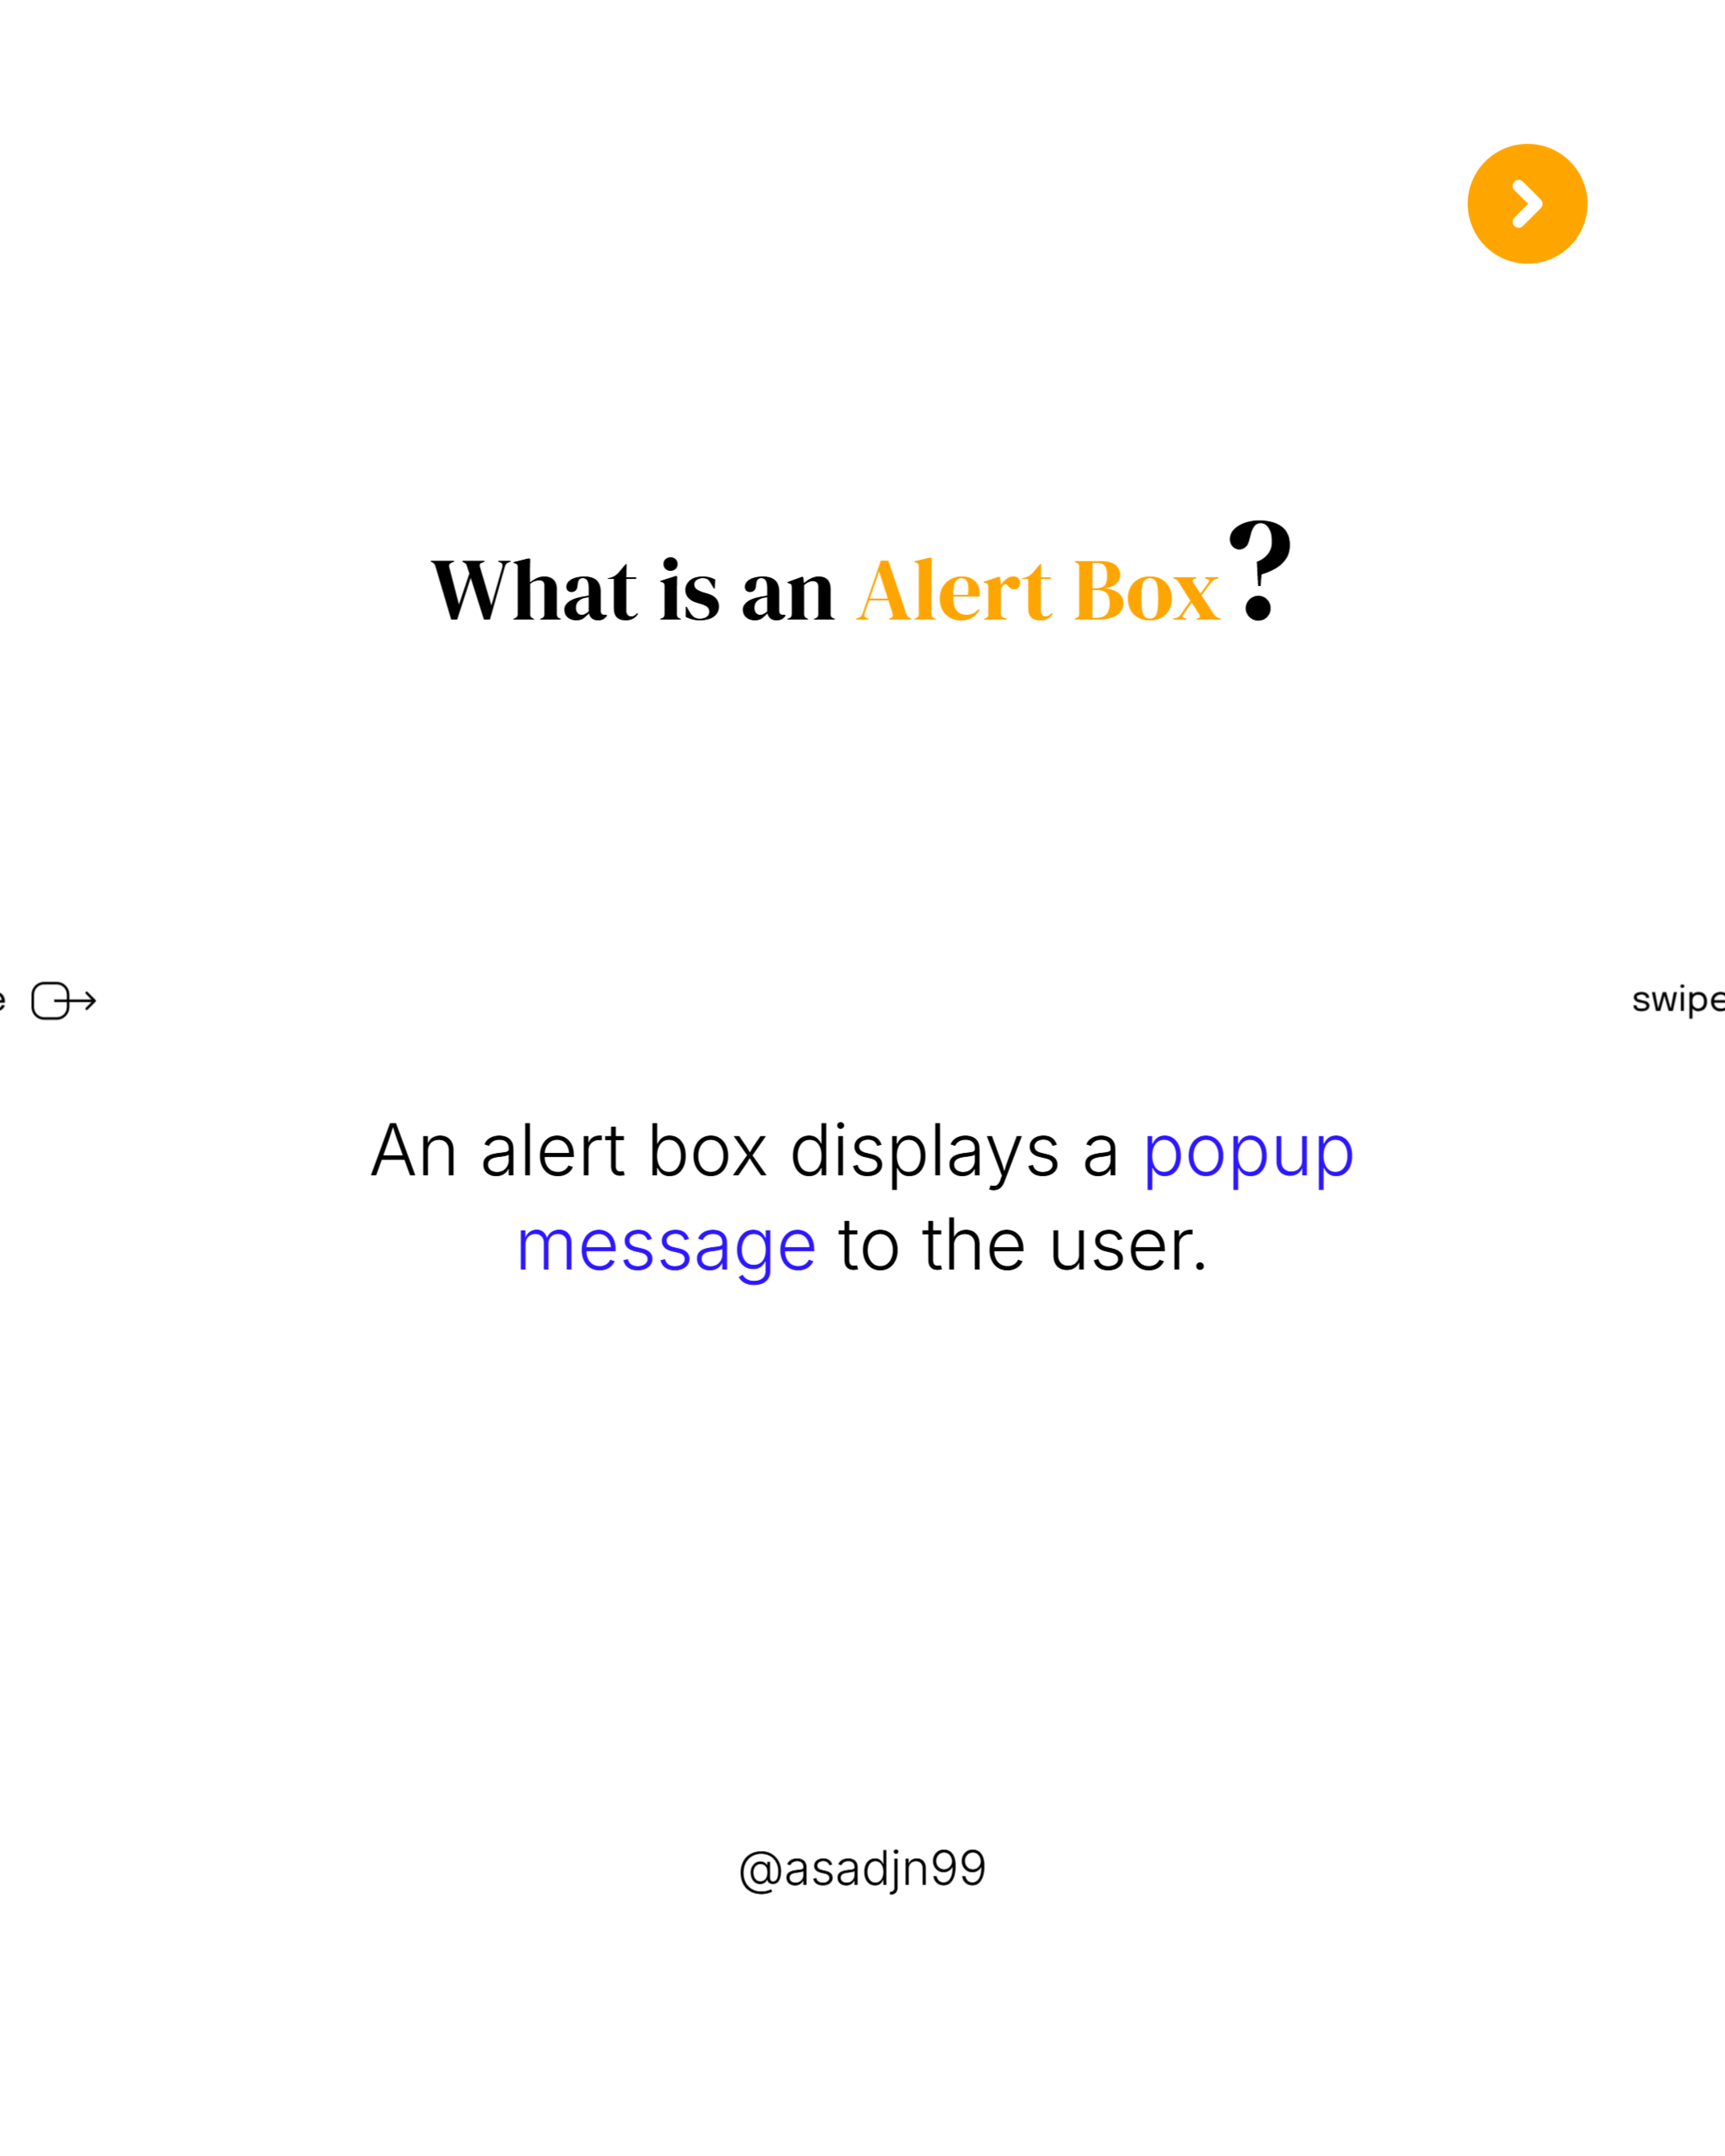 What is an Alert Box?
e
swipe
An alert box displays a popup
message to the user.
@asadjn99